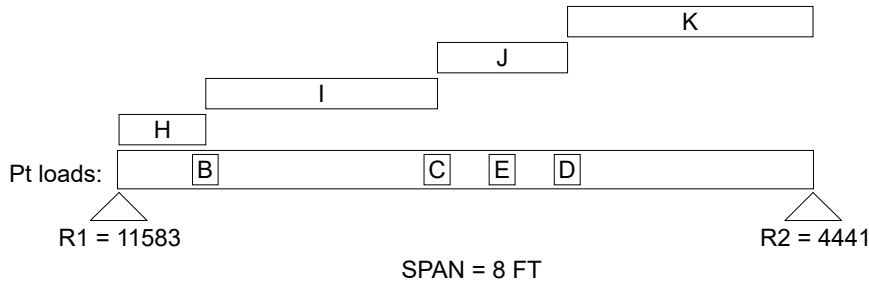 K
J
I
H
Pt loads: B C E D
R1 = 11583 R2 = 4441
SPAN = 8 FT